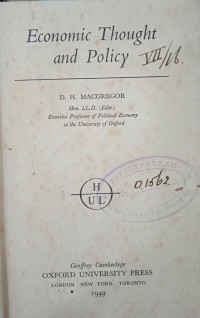 Economic Thought
and Policy
VII/16.
D. H. MACGREGOR
Hon. LL.D. (Edin.)
Emeritus Professor of Political Economy
in the University of Oxford
01562
H
UL
Geoffrey Cumberlege
OXFORD UNIVERSITY PRESS
LONDON NEW YORK TORONTO
1949